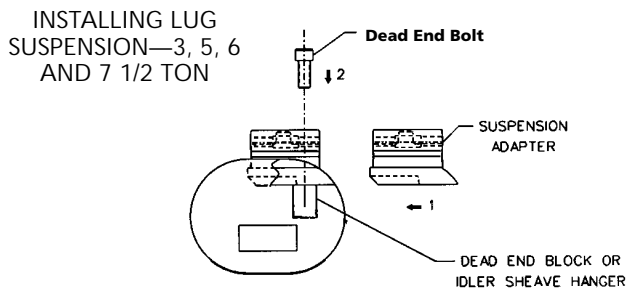 INSTALLING LUG
SUSPENSION—3, 5, 6
AND 7 1/2 TON
Dead End Bolt
2
SUSPENSION
ADAPTER
1
DEAD END BLOCK OR
IDLER SHEAVE HANGER